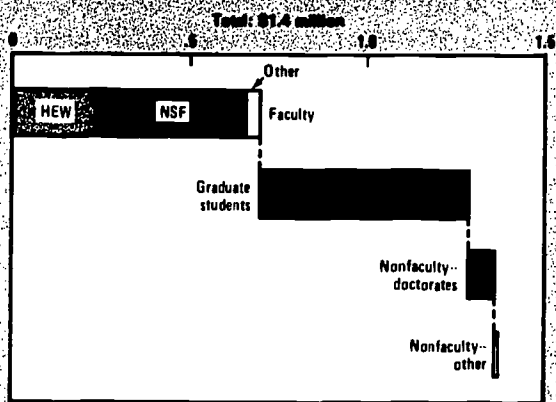 Total: $1.4 million
0 .5 1.0 1.5
Other
HEW NSF Faculty
Graduate
students
Nonfaculty--
doctorates
Nonfaculty--
other